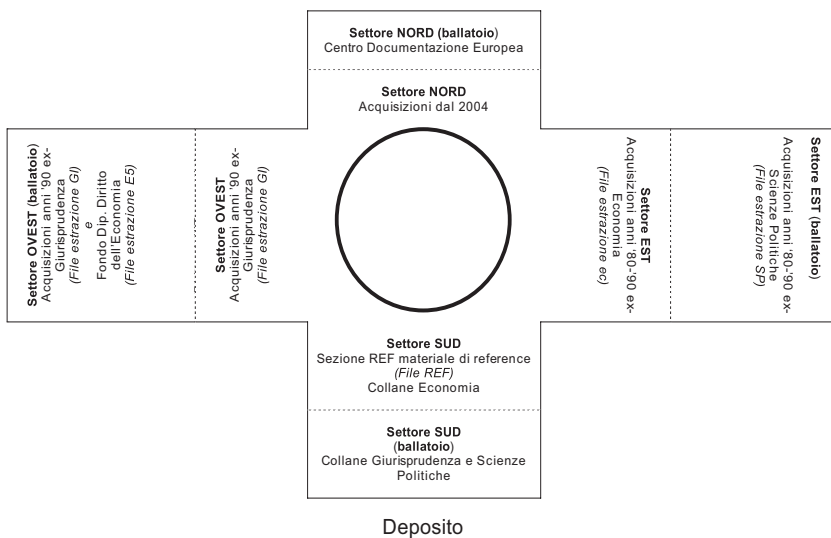 Settore NORD (ballatoio)
Centro Documentazione Europea
Settore NORD
Acquisizioni dal 2004
Settore OVEST (ballatoio)
Acquisizioni anni '90 ex-
Giurisprudenza
(File estrazione GI)
e
Fondo Dip. Diritto
dell'Economia
(File estrazione E5)
Settore OVEST
Acquisizioni anni '90 ex-
Giurisprudenza
(File estrazione GI)
Settore EST
Acquisizioni anni '80-'90 ex-
Economia
(File estrazione ec)
Settore EST (ballatoio)
Acquisizioni anni '80-'90 ex-
Scienze Politiche
(File estrazione SP)
Settore SUD
Sezione REF materiale di reference
(File REF)
Collane Economia
Settore SUD
(ballatoio)
Collane Giurisprudenza e Scienze
Politiche
Deposito